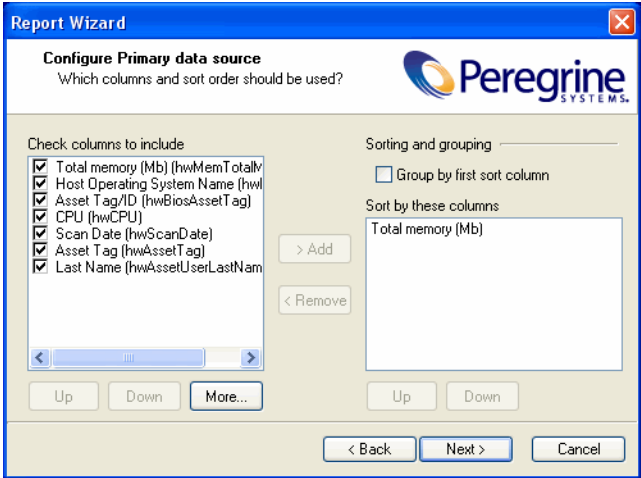 Report Wizard
Configure Primary data source
Which columns and sort order should be used?
Peregrine
SYSTEMS.
Check columns to include
Total memory (Mb) (hwMemTotalM
Host Operating System Name (hwI
Asset Tag/ID (hwBiosAssetTag)
CPU (hwCPU)
Scan Date (hwScanDate)
Asset Tag (hwAssetTag)
Last Name (hwAssetUserLastNam
Up
Down
More...
> Add
< Remove
Sorting and grouping
Group by first sort column
Sort by these columns
Total memory (Mb)
Up
Down
< Back
Next >
Cancel